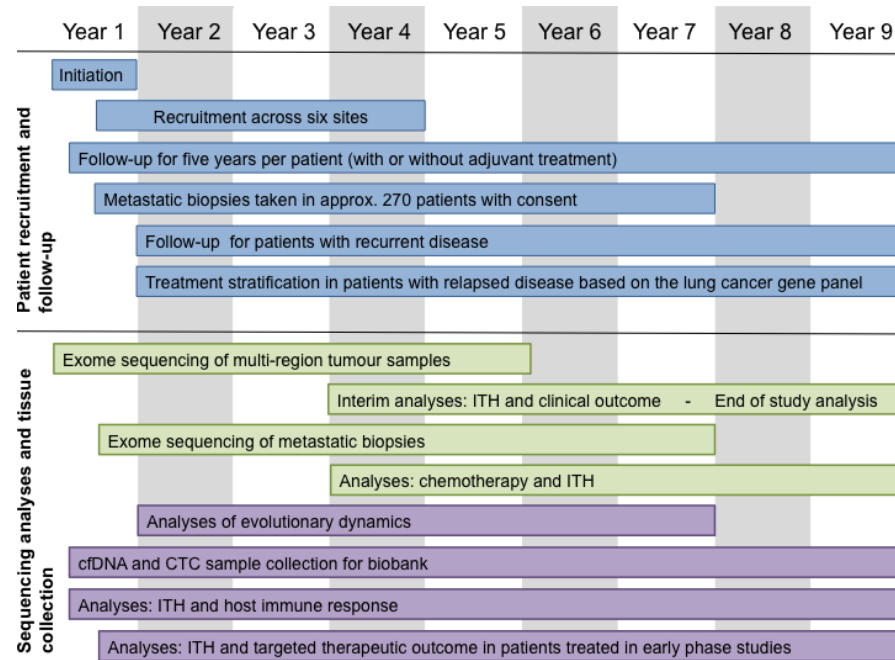 Year 1 Year 2 Year 3 Year 4 Year 5 Year 6 Year 7 Year 8 Year 9
Patient recruitment and
follow-up
Initiation
Recruitment across six sites
Follow-up for five years per patient (with or without adjuvant treatment)
Metastatic biopsies taken in approx. 270 patients with consent
Follow-up for patients with recurrent disease
Treatment stratification in patients with relapsed disease based on the lung cancer gene panel
Sequencing analyses and tissue
collection
Exome sequencing of multi-region tumour samples
Interim analyses: ITH and clinical outcome - End of study analysis
Exome sequencing of metastatic biopsies
Analyses: chemotherapy and ITH
Analyses of evolutionary dynamics
cfDNA and CTC sample collection for biobank
Analyses: ITH and host immune response
Analyses: ITH and targeted therapeutic outcome in patients treated in early phase studies